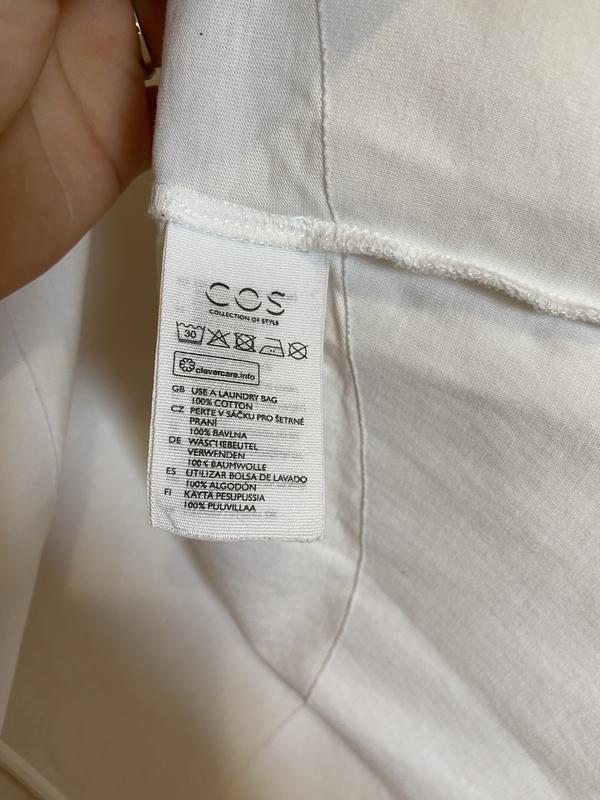 COS
COLLECTION OF STYLE
30
clevercare.info
GB USE A LAUNDRY BAG
100% COTTON
CZ PERTE V SÁČKU PRO ŠETRNÉ
PRANÍ
100% BAVLNA
DE WÄSCHEBEUTEL
VERWENDEN
100% BAUMWOLLE
ES UTILIZAR BOLSA DE LAVADO
100% ALGODÓN
FI KÄYTÄ PESUPUSSIA
100% PUUVILLAA